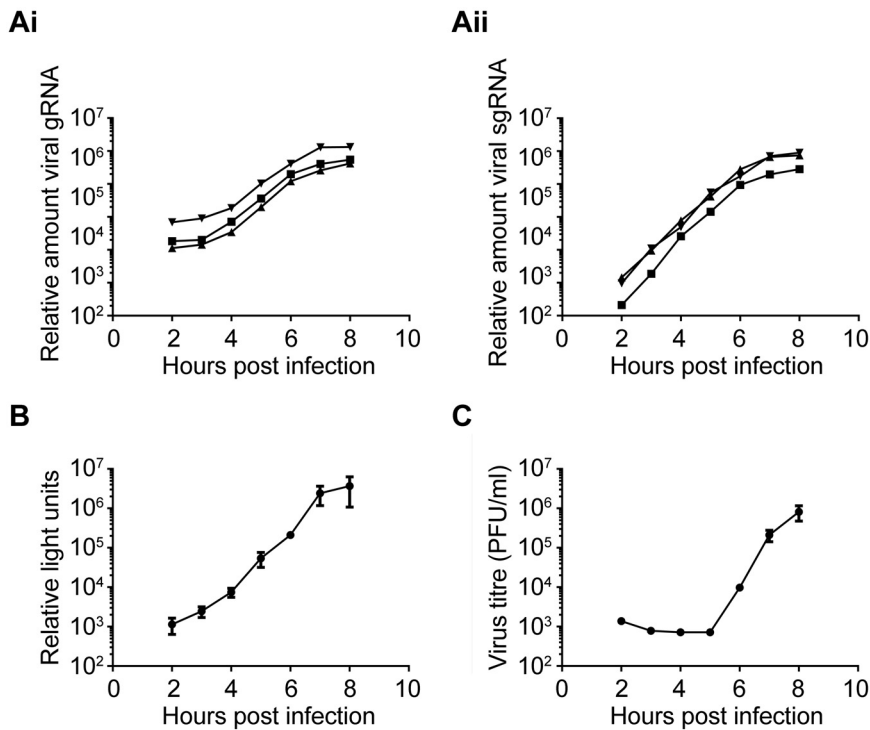 Ai
Relative amount viral gRNA
10⁷
10⁶
10⁵
10⁴
10³
10²
0 2 4 6 8 10
Hours post infection
Aii
Relative amount viral sgRNA
10⁷
10⁶
10⁵
10⁴
10³
10²
0 2 4 6 8 10
Hours post infection
B
Relative light units
10⁷
10⁶
10⁵
10⁴
10³
10²
0 2 4 6 8 10
Hours post infection
C
Virus titre (PFU/ml)
10⁷
10⁶
10⁵
10⁴
10³
10²
0 2 4 6 8 10
Hours post infection